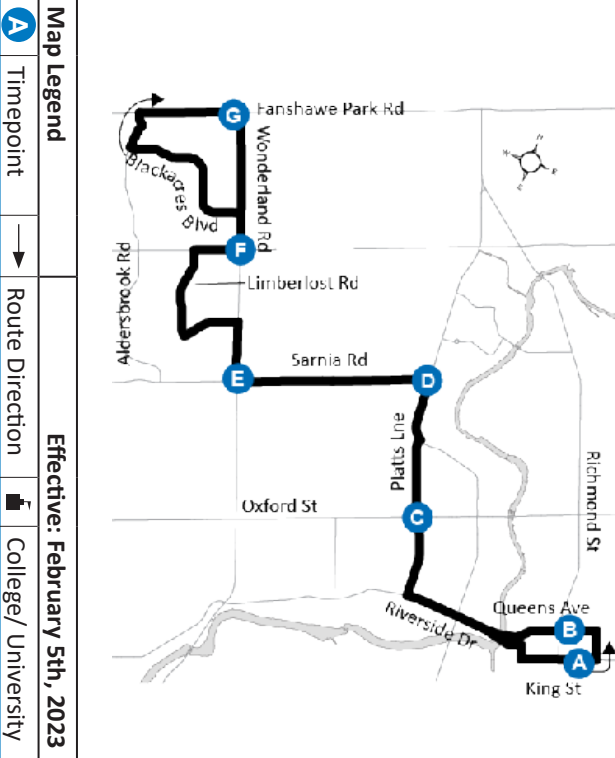 Map Legend
Effective: February 5th, 2023
A
Timepoint
Route Direction
College/ University
G
Fanshawe Park Rd
Wonderland Rd
Blackacres Blvd
F
Limberlost Rd
Aldersbrook Rd
E
Sarnia Rd
D
Platts Lne
Richmond St
Oxford St
C
Riverside Dr
Queens Ave
B
A
King St